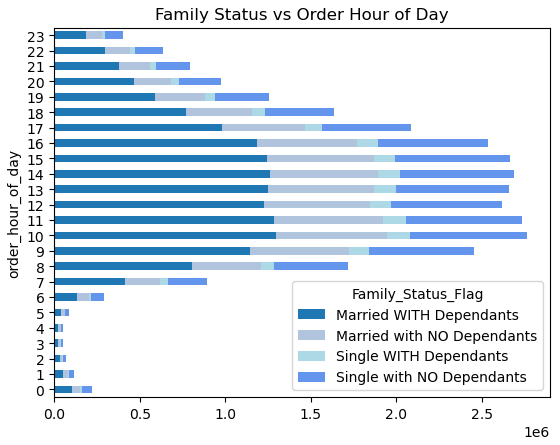 Family Status vs Order Hour of Day
order_hour_of_day
23
22
21
20
19
18
17
16
15
14
13
12
11
10
9
8
7
6
5
4
3
2
1
0
Family_Status_Flag
Married WITH Dependants
Married with NO Dependants
Single WITH Dependants
Single with NO Dependants
0.0 0.5 1.0 1.5 2.0 2.5
1e6